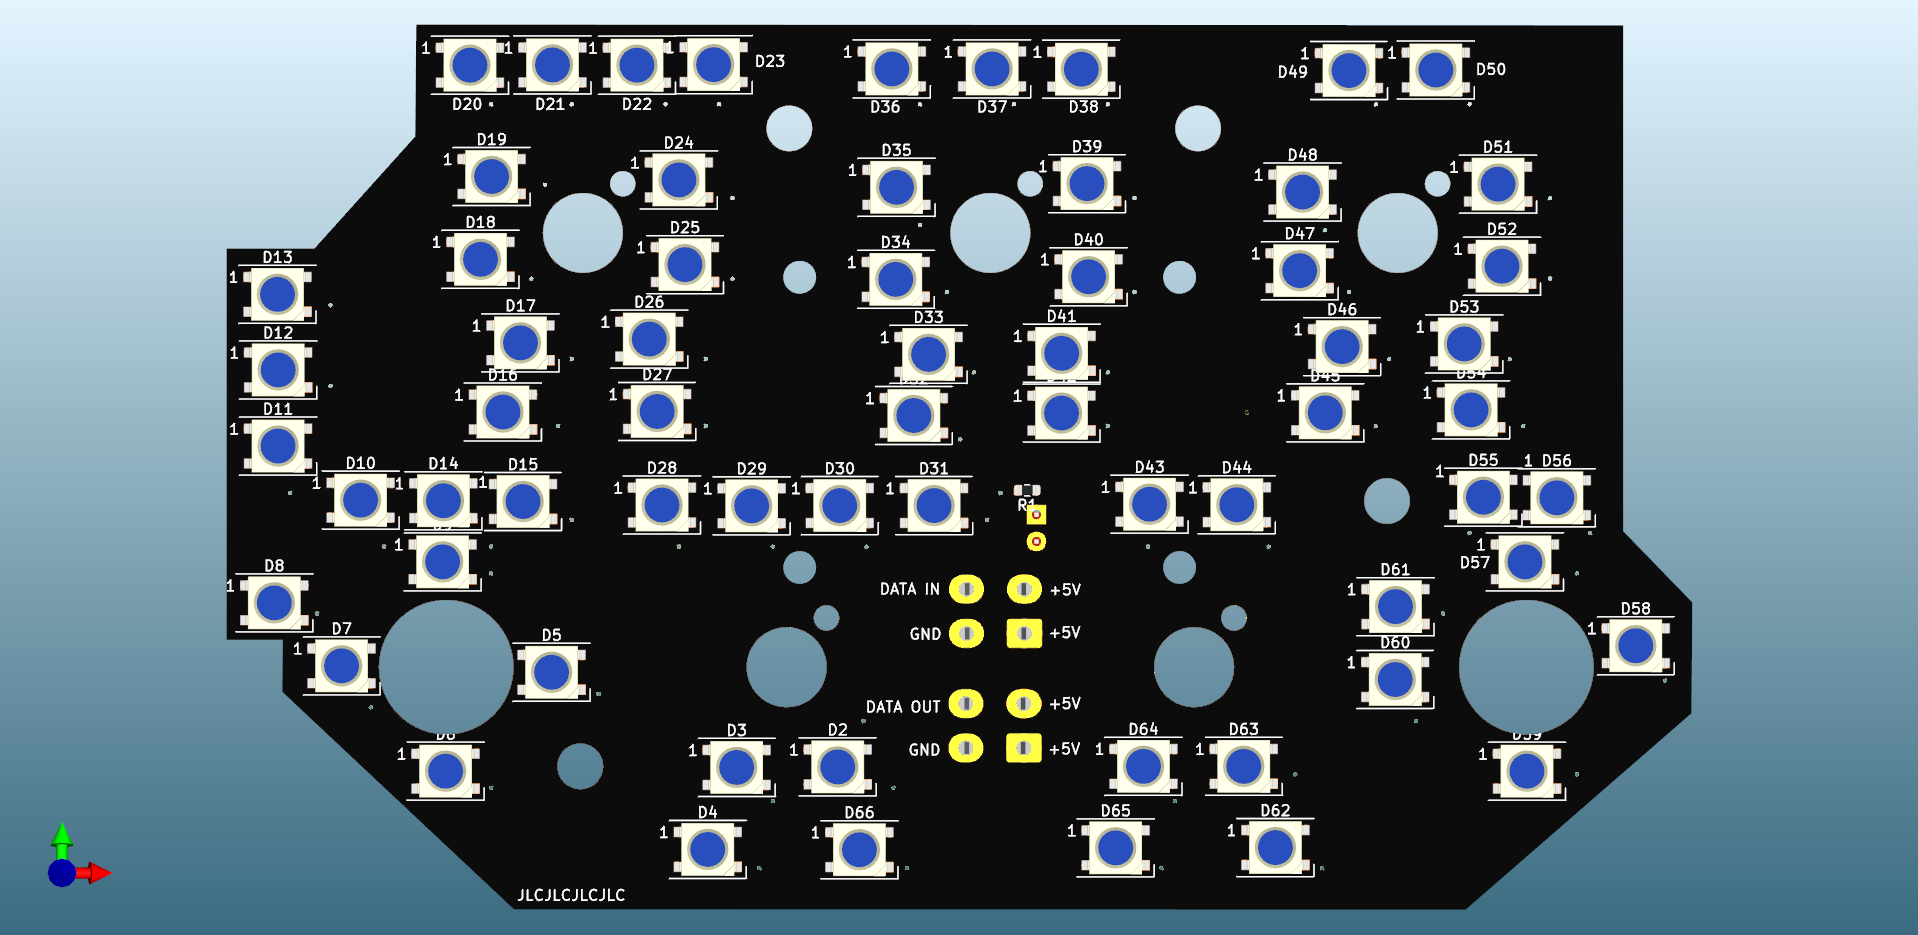 1 1 1 1 D23
D20 D21 D22
1 1 1
D36 D37 D38
1 1
D49 D50
D19 D24 D35 D39 D48 D51
1 1 1 1 1 1
D18 D25 D34 D40 D47 D52
1 1 1 1 1 1
D13
1
D17 D26 D33 D41 D46 D53
1 1 1 1 1 1
D12
1
D16 D27
1 1 1 1 1 1
D11
1
D10 D14 D15 D28 D29 D30 D31 D43 D44 D55 D56
1 1 1 1 1 1 1 1 1 1 1
R1
1
1
D57
D8
1
D61
1
DATA IN +5V
GND +5V
D7 D5 D58
1 1 1
D60
1
DATA OUT +5V
GND +5V
D3 D2 D64 D63
1 1 1 1
1 1
D4 D66 D65 D62
1 1 1 1
JLCJLCJLCJLC